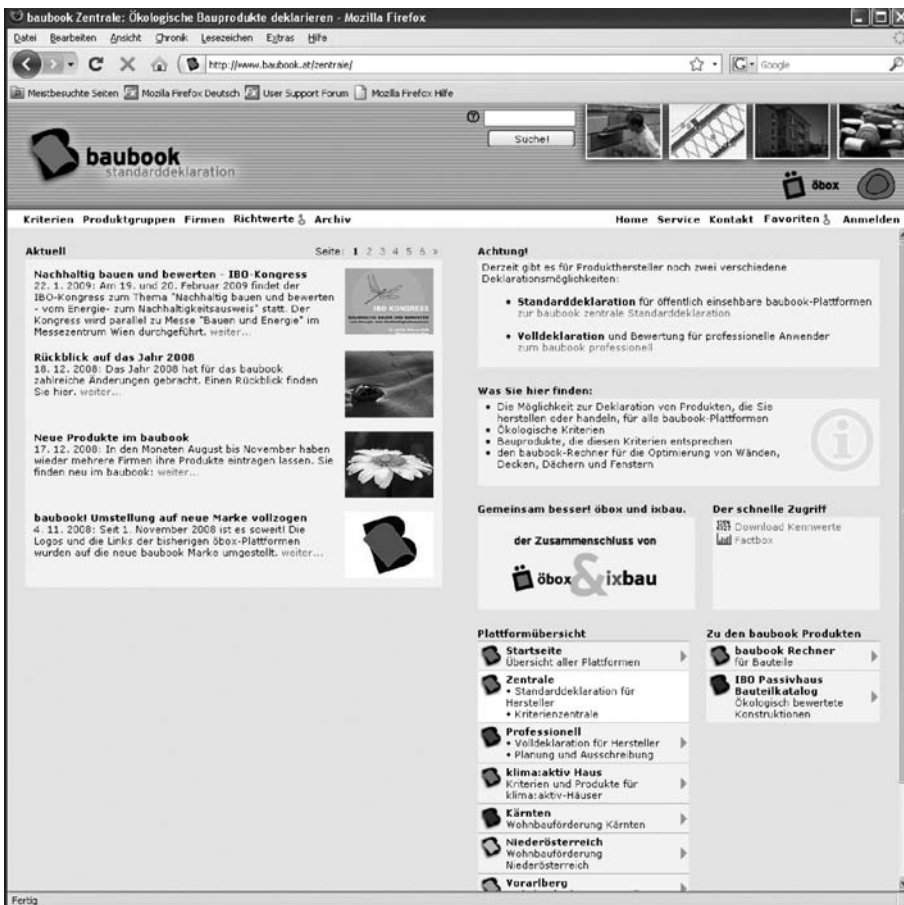 baubook Zentrale: Ökologische Bauprodukte deklarieren - Mozilla Firefox
Datei Bearbeiten Ansicht Chronik Lesezeichen Extras Hilfe
http://www.baubook.at/zentrale/
Google
Meistbesuchte Seiten Mozilla Firefox Deutsch User Support Forum Mozilla Firefox Hilfe
Suche!
baubook
standarddeklaration
öbox
Kriterien Produktgruppen Firmen Richtwerte Archiv
Home Service Kontakt Favoriten Anmelden
Aktuell
Seite: 1 2 3 4 5 6 »
Nachhaltig bauen und bewerten - IBO-Kongress
22. 1. 2009: Am 19. und 20. Februar 2009 findet der
IBO-Kongress zum Thema "Nachhaltig bauen und bewerten
- vom Energie- zum Nachhaltigkeitsausweis" statt. Der
Kongress wird parallel zu Messe "Bauen und Energie" im
Messezentrum Wien durchgeführt. weiter...
IBO KONGRESS
Rückblick auf das Jahr 2008
18. 12. 2008: Das Jahr 2008 hat für das baubook
zahlreiche Änderungen gebracht. Einen Rückblick finden
Sie hier. weiter...
Neue Produkte im baubook
17. 12. 2008: In den Monaten August bis November haben
wieder mehrere Firmen ihre Produkte eintragen lassen. Sie
finden neu im baubook: weiter...
baubook! Umstellung auf neue Marke vollzogen
4. 11. 2008: Seit 1. November 2008 ist es soweit! Die
Logos und die Links der bisherigen öbox-Plattformen
wurden auf die neue baubook Marke umgestellt. weiter...
Achtung!
Derzeit gibt es für Produkthersteller noch zwei verschiedene
Deklarationsmöglichkeiten:
• Standarddeklaration für öffentlich einsehbare baubook-Plattformen
zur baubook zentrale Standarddeklaration
• Volldeklaration und Bewertung für professionelle Anwender
zum baubook professionell
Was Sie hier finden:
• Die Möglichkeit zur Deklaration von Produkten, die Sie
herstellen oder handeln, für alle baubook-Plattformen
• Ökologische Kriterien
• Bauprodukte, die diesen Kriterien entsprechen
• den baubook-Rechner für die Optimierung von Wänden,
Decken, Dächern und Fenstern
Gemeinsam besser! öbox und ixbau.
der Zusammenschluss von
öbox & ixbau
Der schnelle Zugriff
Download Kennwerte
Factbox
Plattformübersicht
Startseite
Übersicht aller Plattformen
Zentrale
• Standarddeklaration für
Hersteller
• Kriterienzentrale
Professionell
• Volldeklaration für Hersteller
• Planung und Ausschreibung
klima:aktiv Haus
Kriterien und Produkte für
klima:aktiv-Häuser
Kärnten
Wohnbauförderung Kärnten
Niederösterreich
Wohnbauförderung
Niederösterreich
Vorarlberg
Zu den baubook Produkten
baubook Rechner
für Bauteile
IBO Passivhaus
Bauteilkatalog
Ökologisch bewertete
Konstruktionen
Fertig